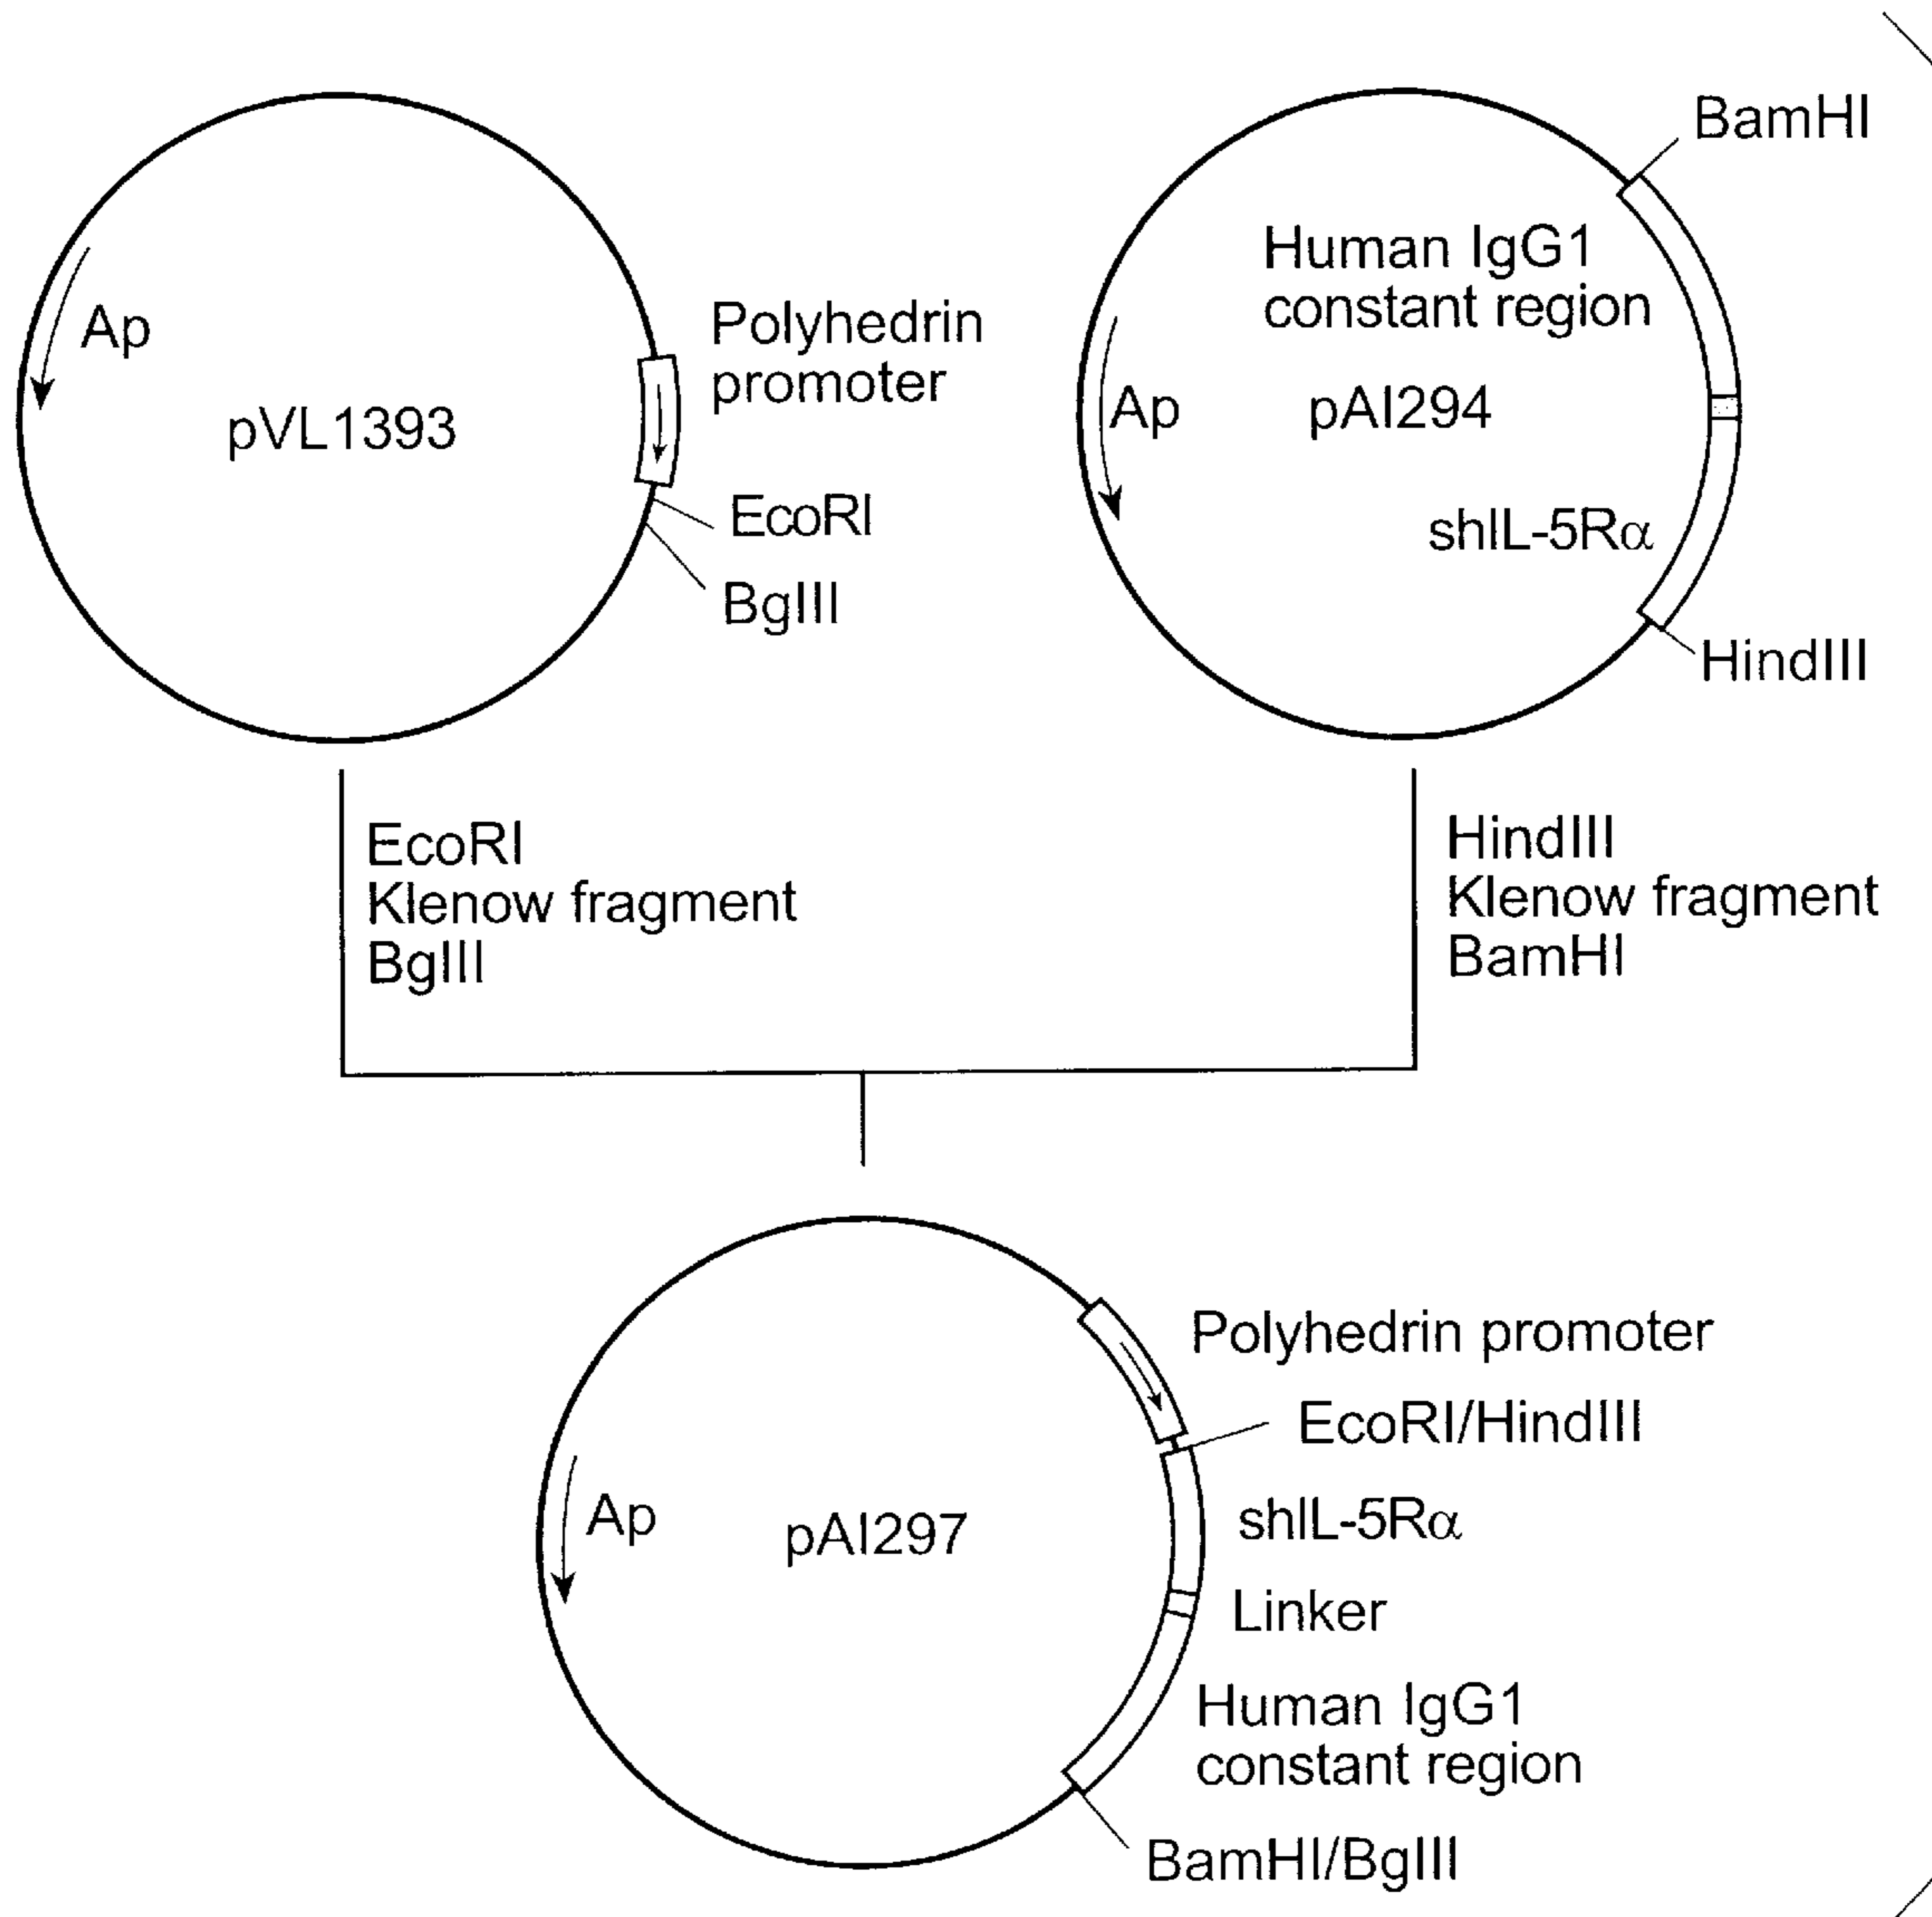 Ap
pVL1393
Polyhedrin
promoter
EcoRI
BglII
BamHI
Human IgG1
constant region
Ap
pAI294
shIL-5Rα
HindIII
EcoRI
Klenow fragment
BglII
HindIII
Klenow fragment
BamHI
Polyhedrin promoter
EcoRI/HindIII
Ap
pAI297
shIL-5Rα
Linker
Human IgG1
constant region
BamHI/BglII